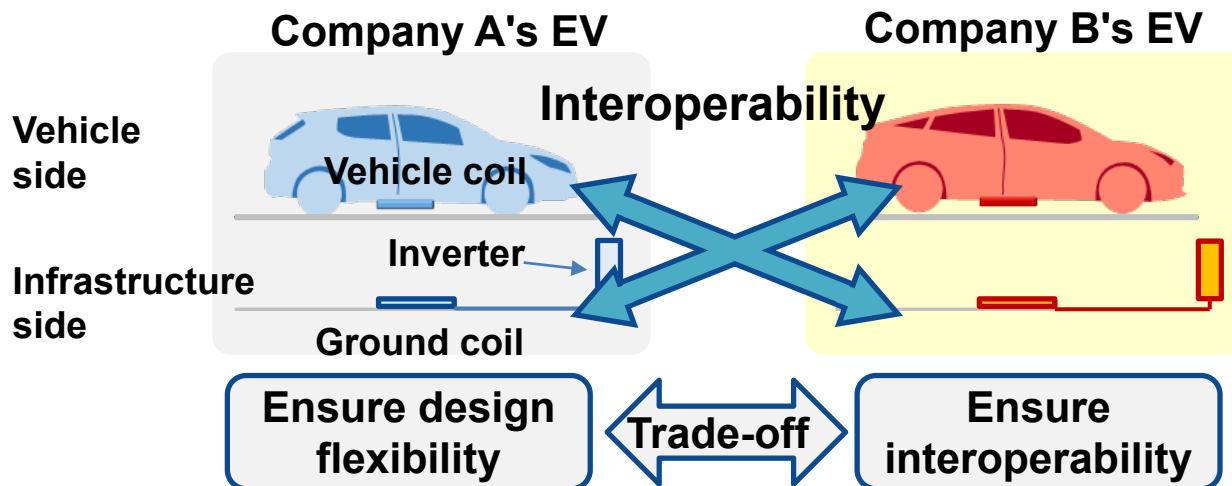 Company A's EV
Company B's EV
Interoperability
Vehicle
side
Vehicle coil
Inverter
Infrastructure
side
Ground coil
Ensure design
flexibility
Trade-off
Ensure
interoperability